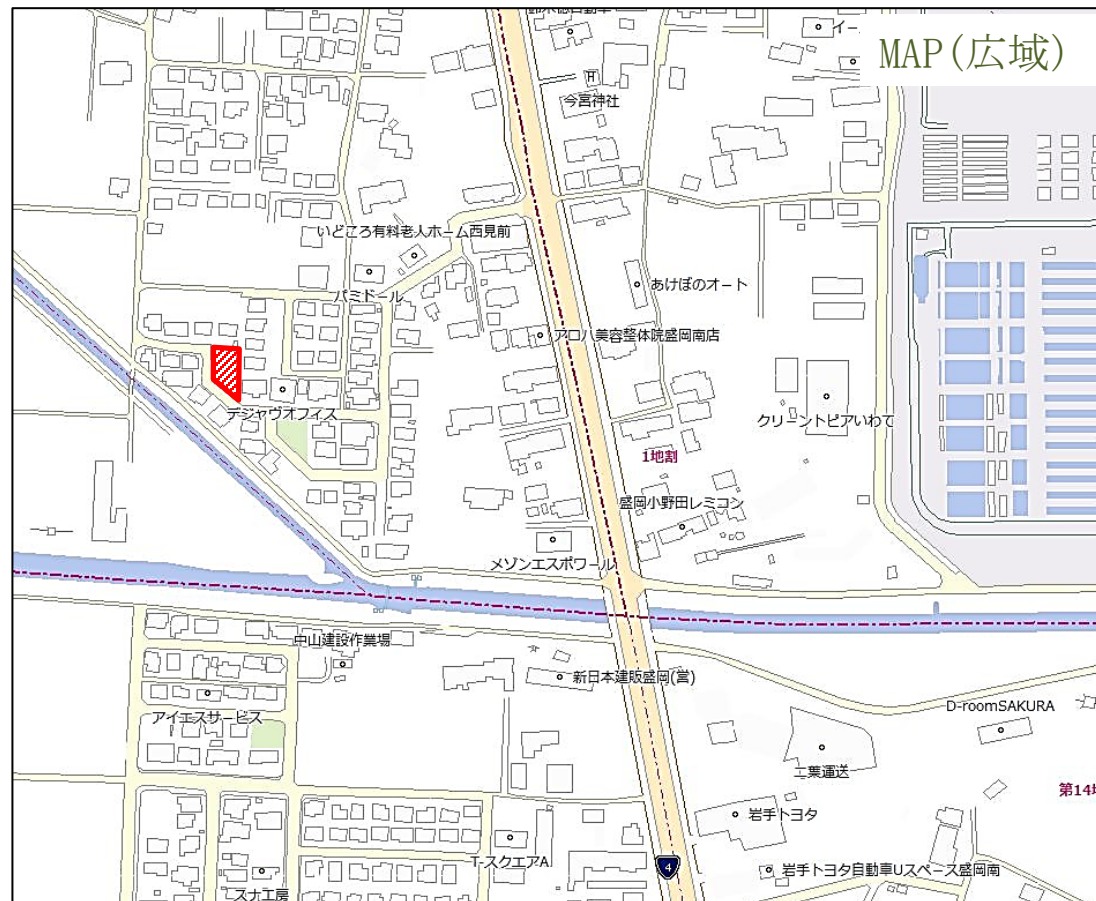 MAP(広域)
今宮神社
いどころ有料老人ホーム西見前
パミドール
あけぼのオート
アロハ美容整体院盛岡南店
デジャヴオフィス
クリーントピアいわて
1地割
盛岡小野田レミコン
メゾンエスポワール
中山建設作業場
新日本建販盛岡(営)
アイエスサービス
D-roomSAKURA
二葉運送
第14地
岩手トヨタ
T-スクエアA
4
岩手トヨタ自動車Uスペース盛岡南
スナ工房